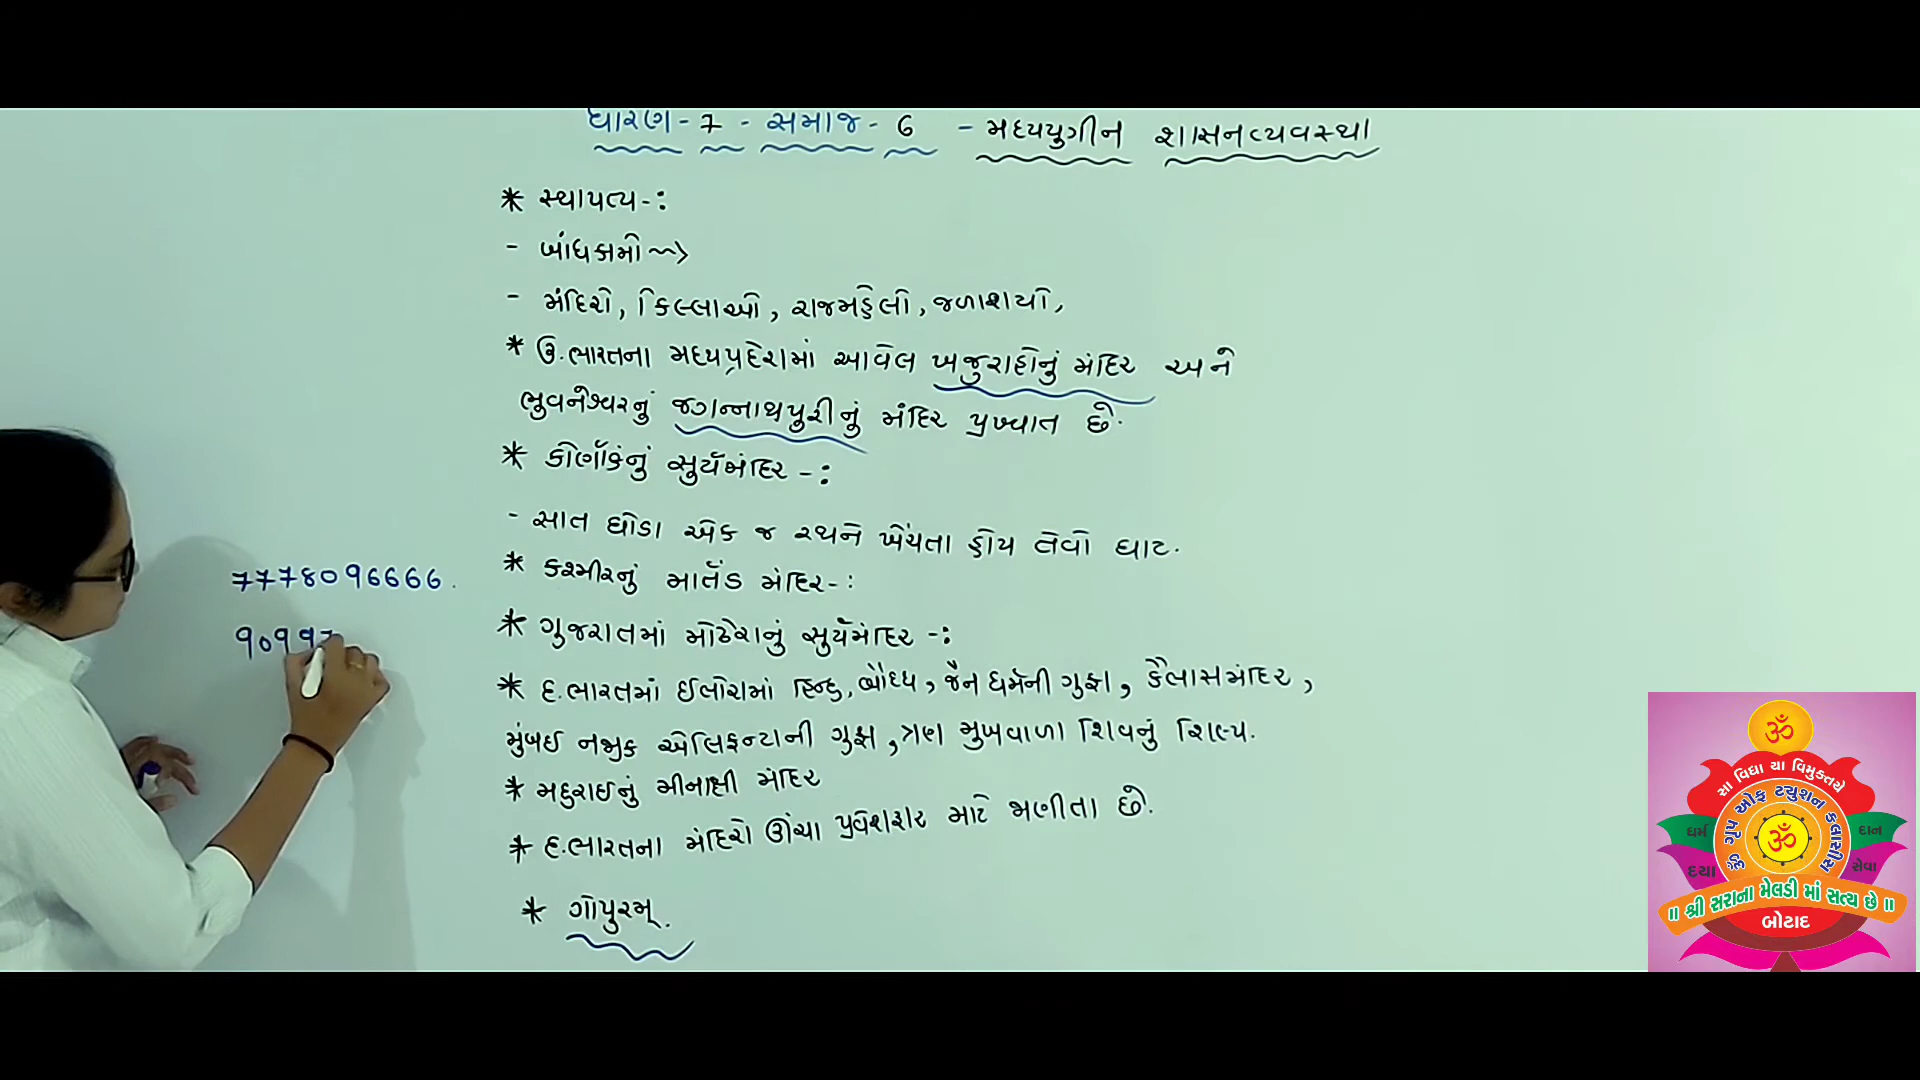 ધોરણ - 7 - સમાજ - 6 - મધ્યયુગીન શાસનવ્યવસ્થા
* સ્થાપત્ય -:
- બાંધકામો ~>
- મંદિરો, કિલ્લાઓ, રાજમહેલો, જળાશયો,
* ઉ.ભારતના મધ્યપ્રદેશમાં આવેલ ખજુરાહોનું મંદિર અને
ભુવનેશ્વરનું જગન્નાથપુરીનું મંદિર પ્રખ્યાત છે.
* કોર્ણાકનું સુર્યમંદિર -:
- સાત ઘોડા એક જ રથને ખેંચતા હોય તેવો ઘાટ.
* કશ્મીરનું માર્તંડ મંદિર -:
* ગુજરાતમાં મોઢેરાનું સુર્યમંદિર -:
* દ.ભારતમાં ઈલોરામાં હિન્દુ, બૌધ્ધ, જૈન ધર્મની ગુફા, કૈલાસમંદિર,
મુંબઈ નજીક એલિફન્ટાની ગુફા, ત્રણ મુખવાળા શિવનું શિલ્પ.
* મદુરાઈનું મીનાક્ષી મંદિર
* દ.ભારતના મંદિરો ઊંચા પ્રવેશદ્વાર માટે જાણીતા છે.
* ગોપુરમ્.
7778096666.
90997
સા વિદ્યા યા વિમુક્તયે
ૐ ગૃપ ઓફ ટ્યુશન ક્લાસીસ
ૐ
ૐ
ધર્મ
દાન
દયા
સેવા
॥ શ્રી સરાના મેલડી માં સત્ય છે ॥
બોટાદ